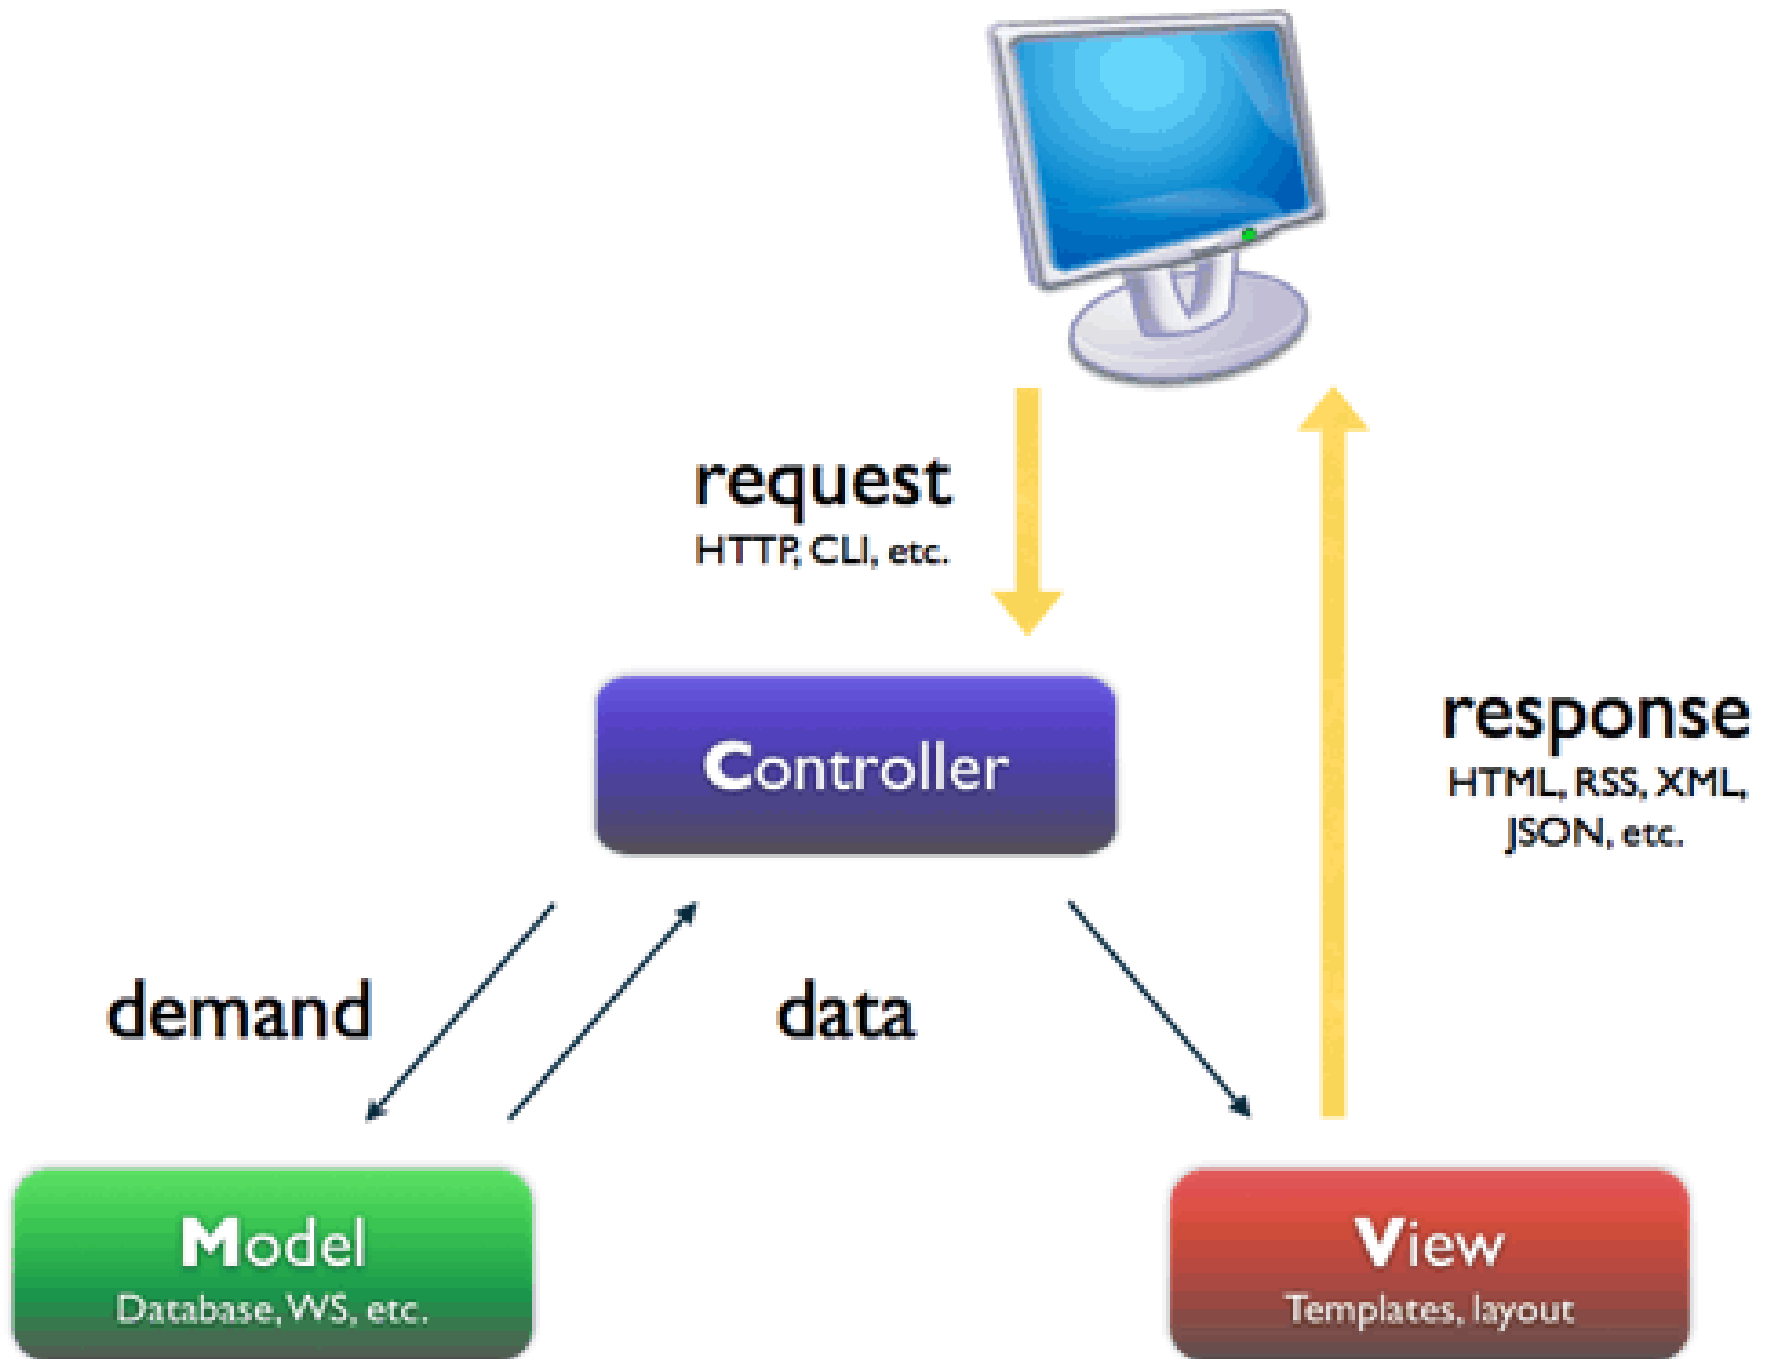 request
HTTP, CLI, etc.
Controller
response
HTML, RSS, XML,
JSON, etc.
demand
data
Model
Database, WS, etc.
View
Templates, layout